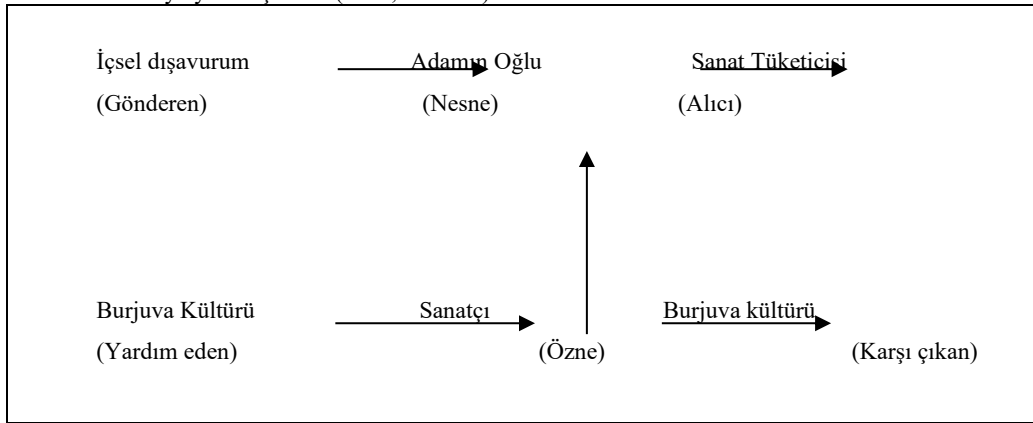 İçsel dışavurum Adamın Oğlu Sanat Tüketicisi
(Gönderen) (Nesne) (Alıcı)
Burjuva Kültürü Sanatçı Burjuva kültürü
(Yardım eden) (Özne) (Karşı çıkan)